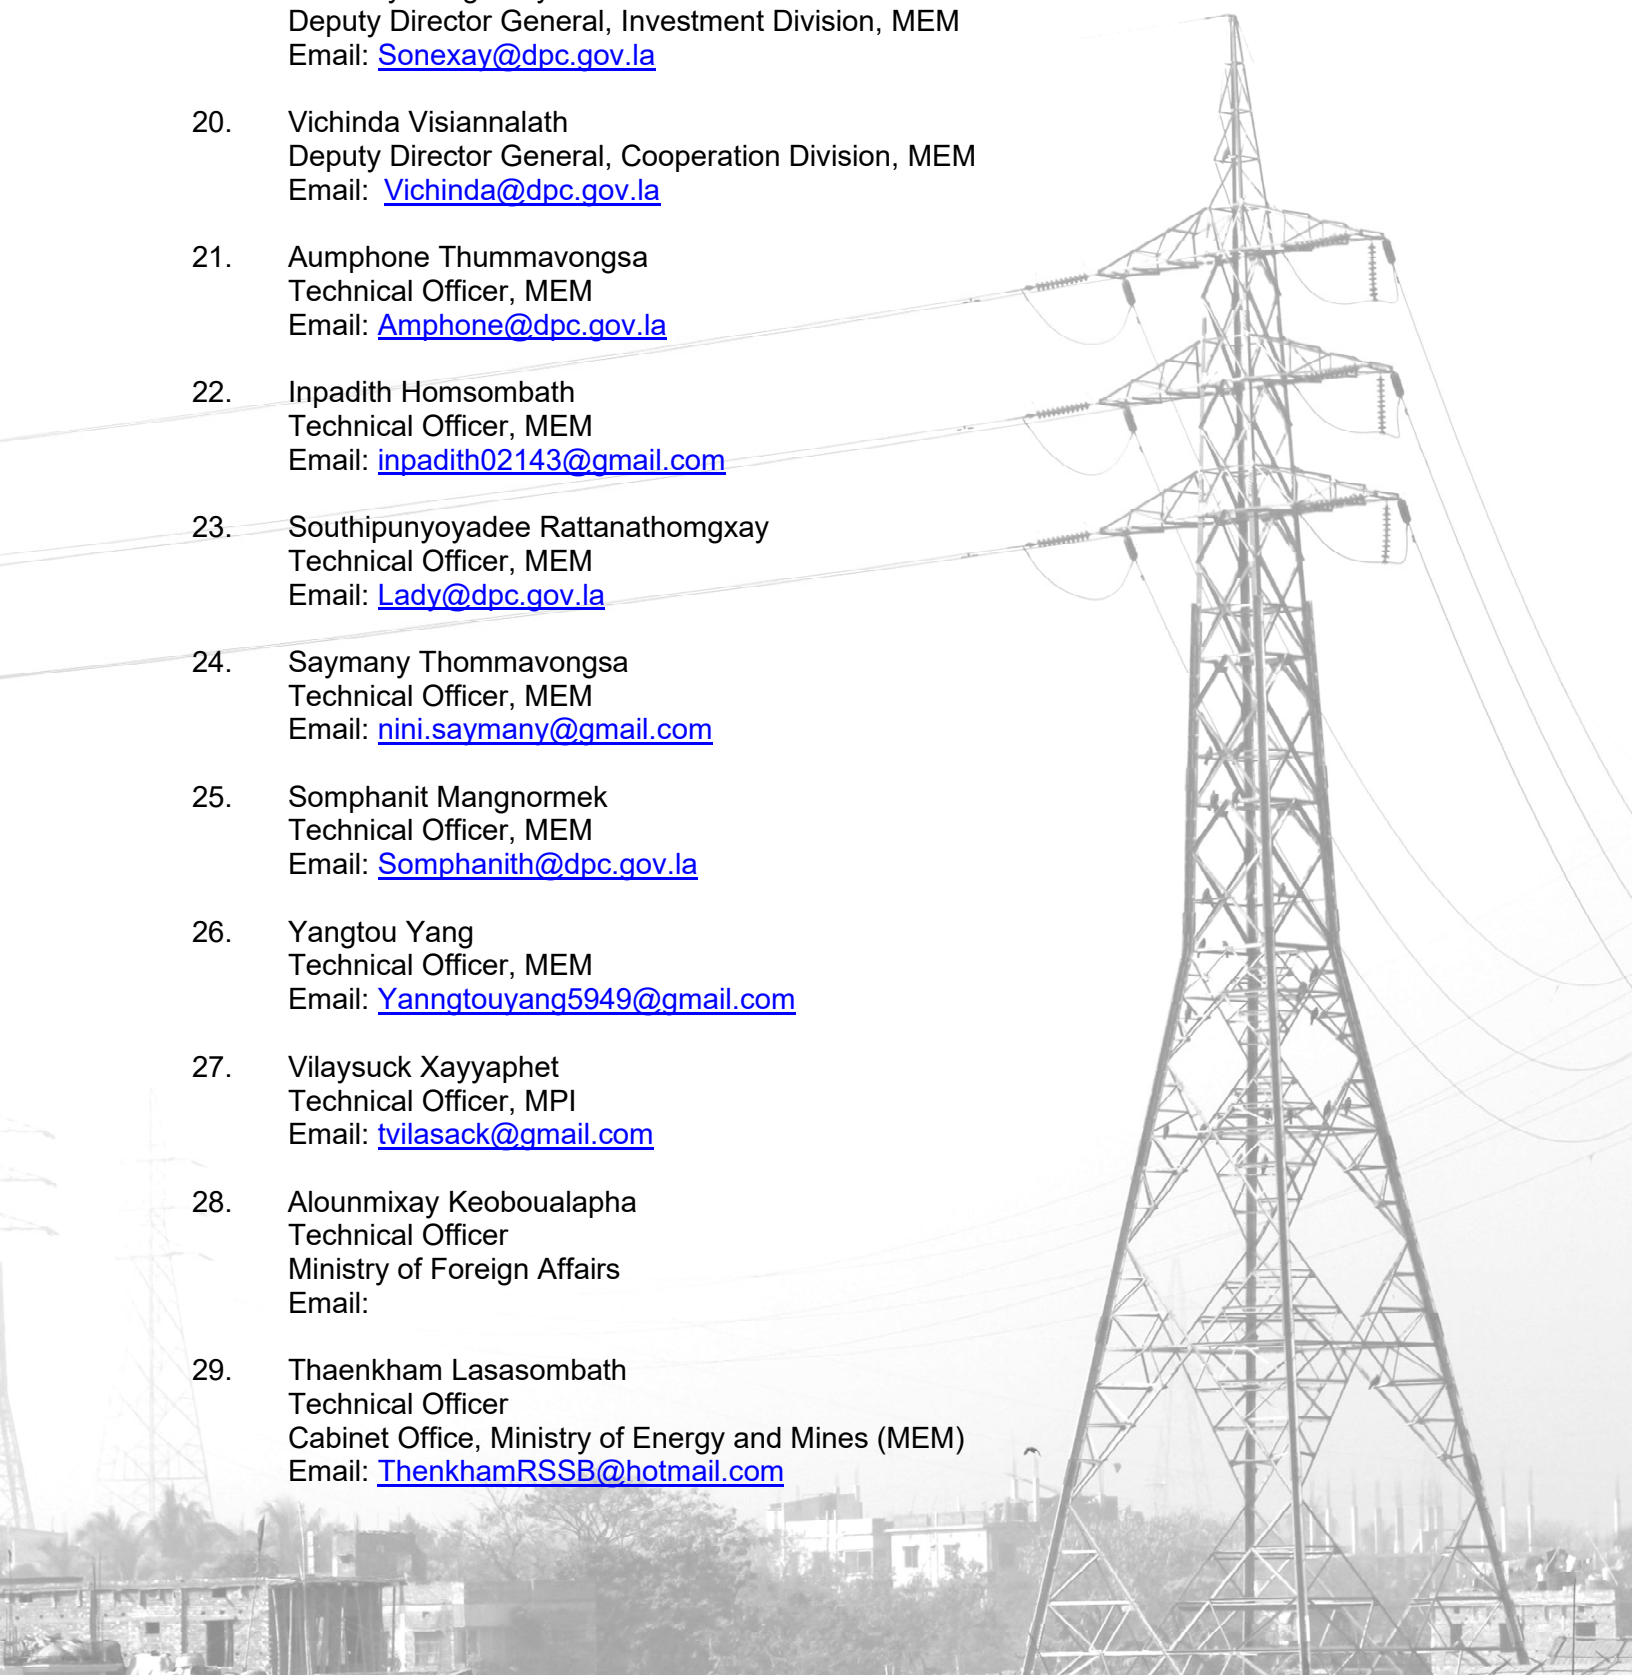 Deputy Director General, Investment Division, MEM
Email: Sonexay@dpc.gov.la
20. Vichinda Visiannalath
Deputy Director General, Cooperation Division, MEM
Email: Vichinda@dpc.gov.la
21. Aumphone Thummavongsa
Technical Officer, MEM
Email: Amphone@dpc.gov.la
22. Inpadith Homsombath
Technical Officer, MEM
Email: inpadith02143@gmail.com
23. Southipunyoyadee Rattanathomgxay
Technical Officer, MEM
Email: Lady@dpc.gov.la
24. Saymany Thommavongsa
Technical Officer, MEM
Email: nini.saymany@gmail.com
25. Somphanit Mangnormek
Technical Officer, MEM
Email: Somphanith@dpc.gov.la
26. Yangtou Yang
Technical Officer, MEM
Email: Yanngtouyang5949@gmail.com
27. Vilaysuck Xayyaphet
Technical Officer, MPI
Email: tvilasack@gmail.com
28. Alounmixay Keoboualapha
Technical Officer
Ministry of Foreign Affairs
Email:
29. Thaenkham Lasasombath
Technical Officer
Cabinet Office, Ministry of Energy and Mines (MEM)
Email: ThenkhamRSSB@hotmail.com